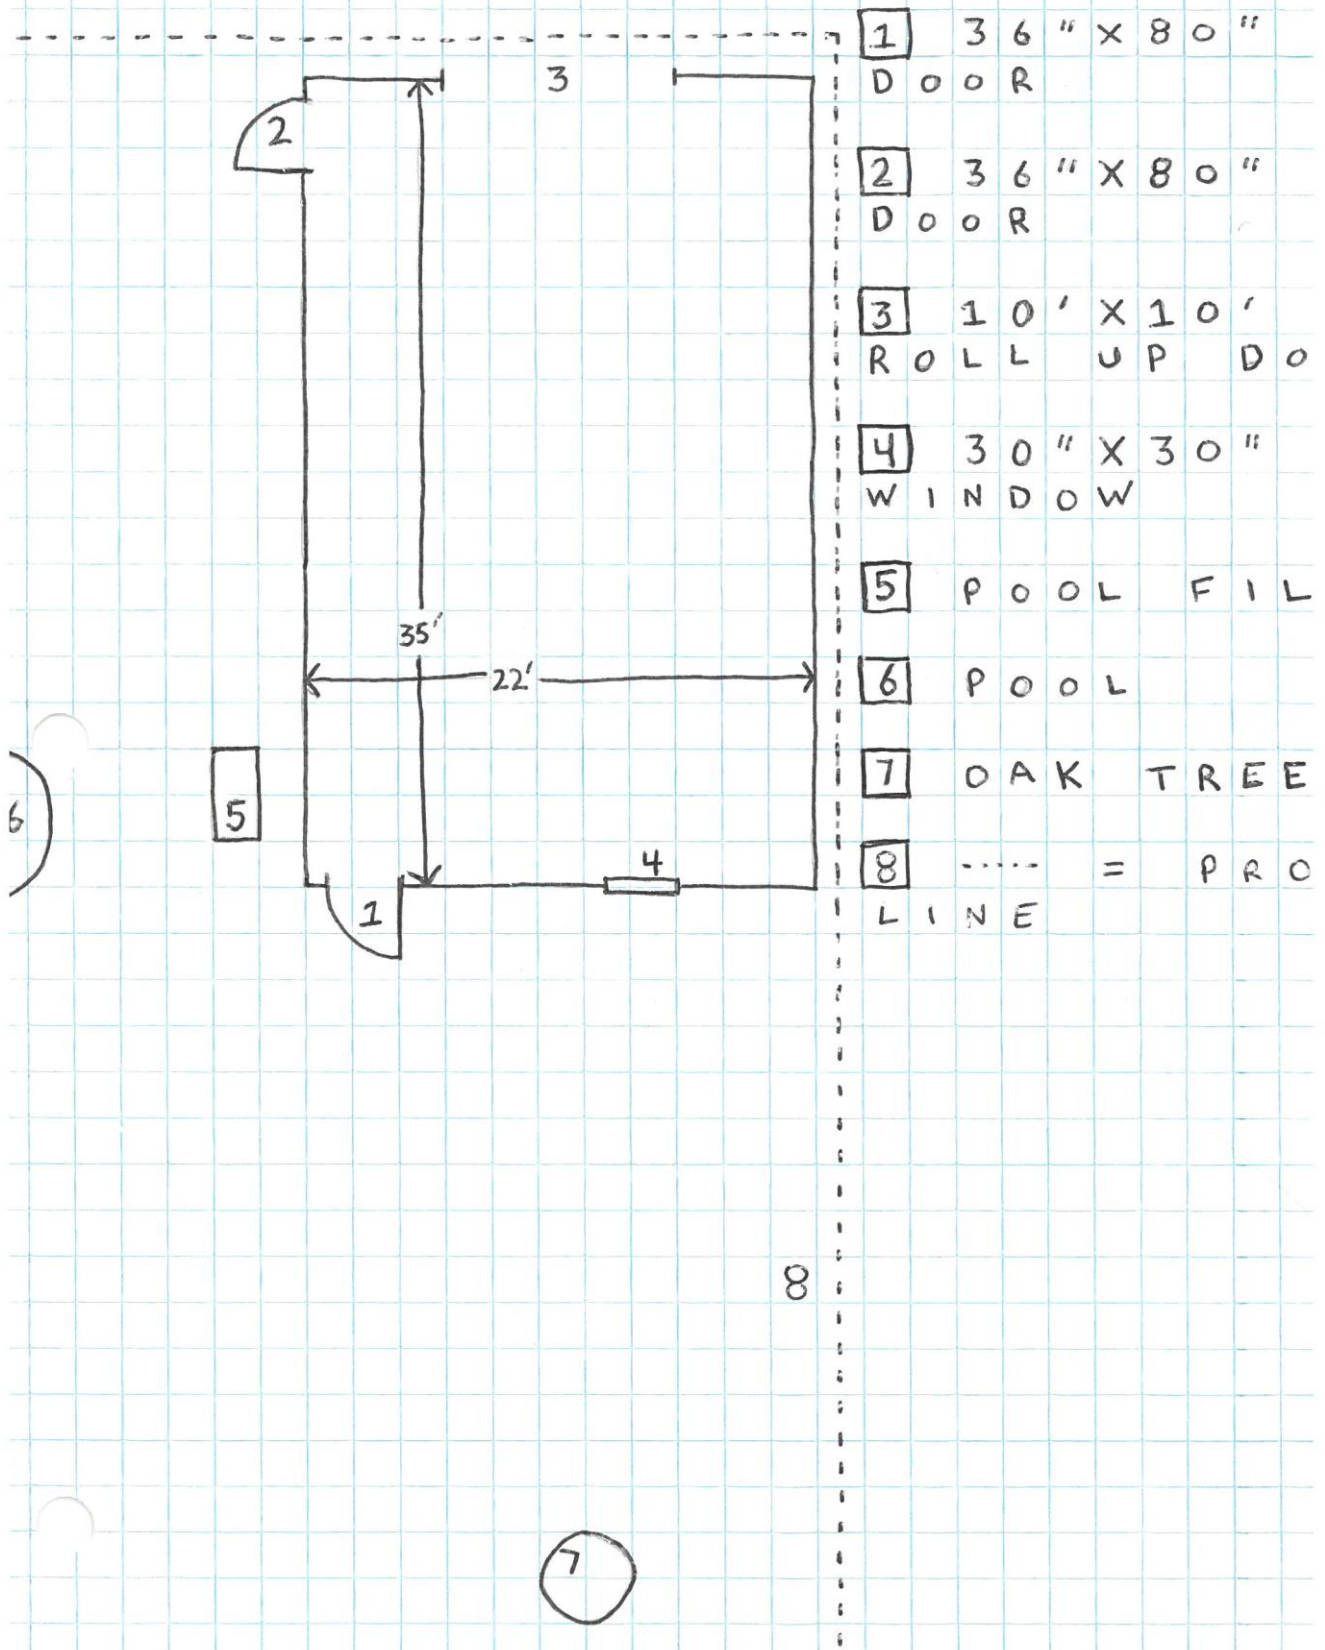 3
2
35'
22'
5
6
4
1
8
7
1 36" X 80"
DOOR
2 36" X 80"
DOOR
3 10' X 10'
ROLL UP DO
4 30" X 30"
WINDOW
5 POOL FIL
6 POOL
7 OAK TREE
8 ----- = PRO
LINE